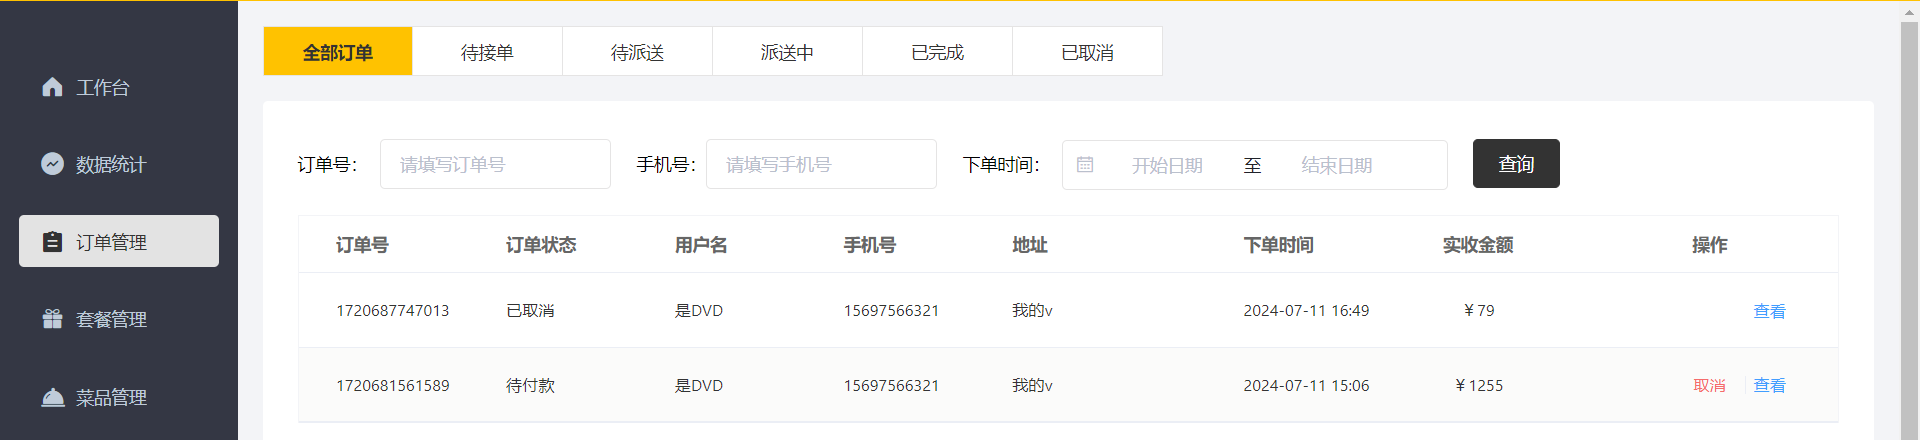 全部订单 待接单 待派送 派送中 已完成 已取消
工作台
数据统计
订单管理
套餐管理
菜品管理
订单号： 请填写订单号 手机号： 请填写手机号 下单时间： 开始日期 至 结束日期 查询
订单号 订单状态 用户名 手机号 地址 下单时间 实收金额 操作
1720687747013 已取消 是DVD 15697566321 我的v 2024-07-11 16:49 ￥79 查看
1720681561589 待付款 是DVD 15697566321 我的v 2024-07-11 15:06 ￥1255 取消 查看